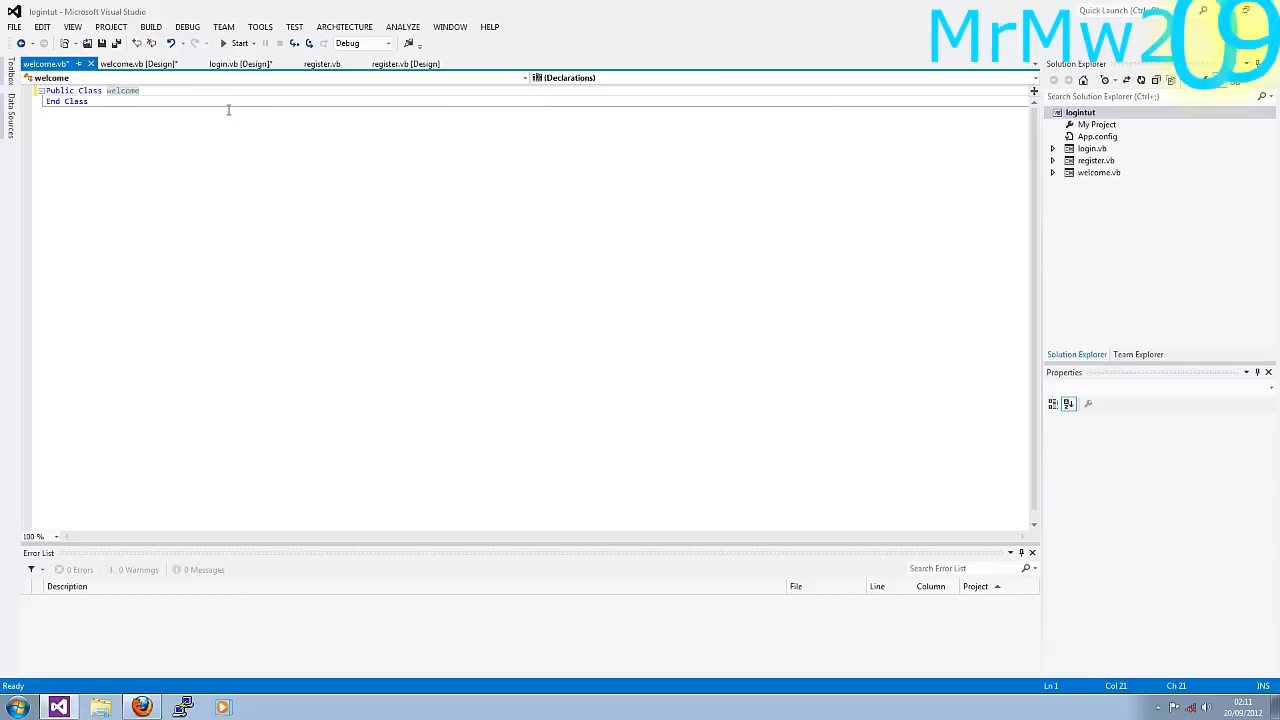 logintut - Microsoft Visual Studio
Quick Launch (Ctrl+
MrMw209
FILE EDIT VIEW PROJECT BUILD DEBUG TEAM TOOLS TEST ARCHITECTURE ANALYZE WINDOW HELP
Start Debug
welcome.vb* welcome.vb [Design]* login.vb [Design]* register.vb register.vb [Design]
Solution Explorer
welcome (Declarations)
Search Solution Explorer (Ctrl+;)
Toolbox
Data Sources
Public Class welcome
End Class
logintut
My Project
App.config
login.vb
register.vb
welcome.vb
Solution Explorer Team Explorer
Properties
100 %
Error List
0 Errors 0 Warnings 0 Messages
Search Error List
Description File Line Column Project
Ready Ln 1 Col 21 Ch 21 INS
02:11
20/09/2012